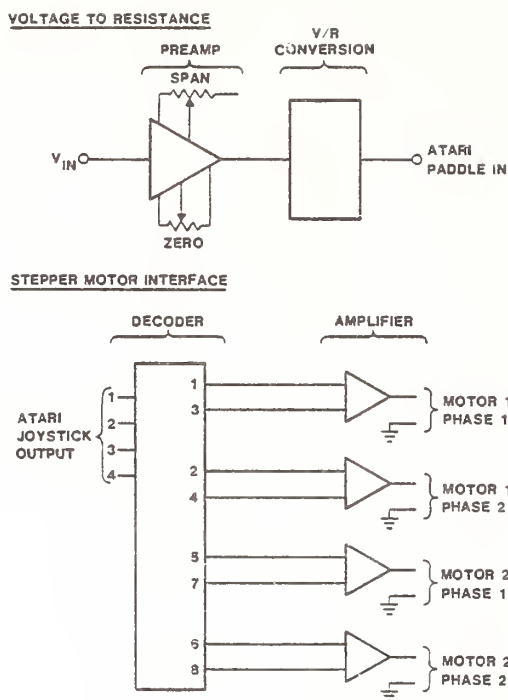 VOLTAGE TO RESISTANCE
PREAMP
SPAN
V/R
CONVERSION
V IN
ATARI
PADDLE IN
ZERO
STEPPER MOTOR INTERFACE
DECODER
AMPLIFIER
ATARI
JOYSTICK
OUTPUT
1
2
3
4
1
3
2
4
5
7
6
8
MOTOR 1
PHASE 1
MOTOR 1
PHASE 2
MOTOR 2
PHASE 1
MOTOR 2
PHASE 2